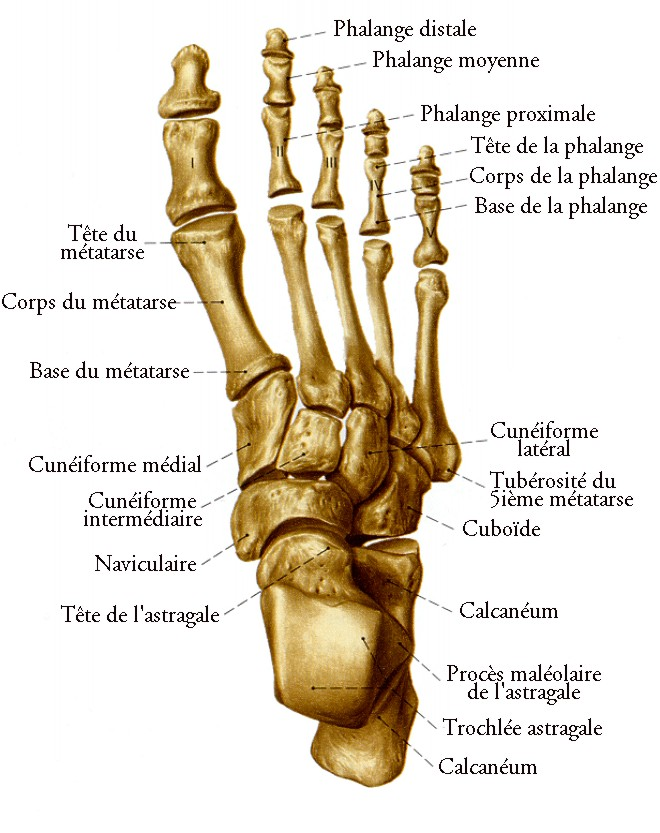 Phalange distale
Phalange moyenne
Phalange proximale
Tête de la phalange
Corps de la phalange
Base de la phalange
I
II
III
IV
V
Tête du
métatarse
Corps du métatarse
Base du métatarse
Cunéiforme médial
Cunéiforme
intermédiaire
Naviculaire
Tête de l'astragale
Cunéiforme
latéral
Tubérosité du
5ième métatarse
Cuboïde
Calcanéum
Procès maléolaire
de l'astragale
Trochlée astragale
Calcanéum